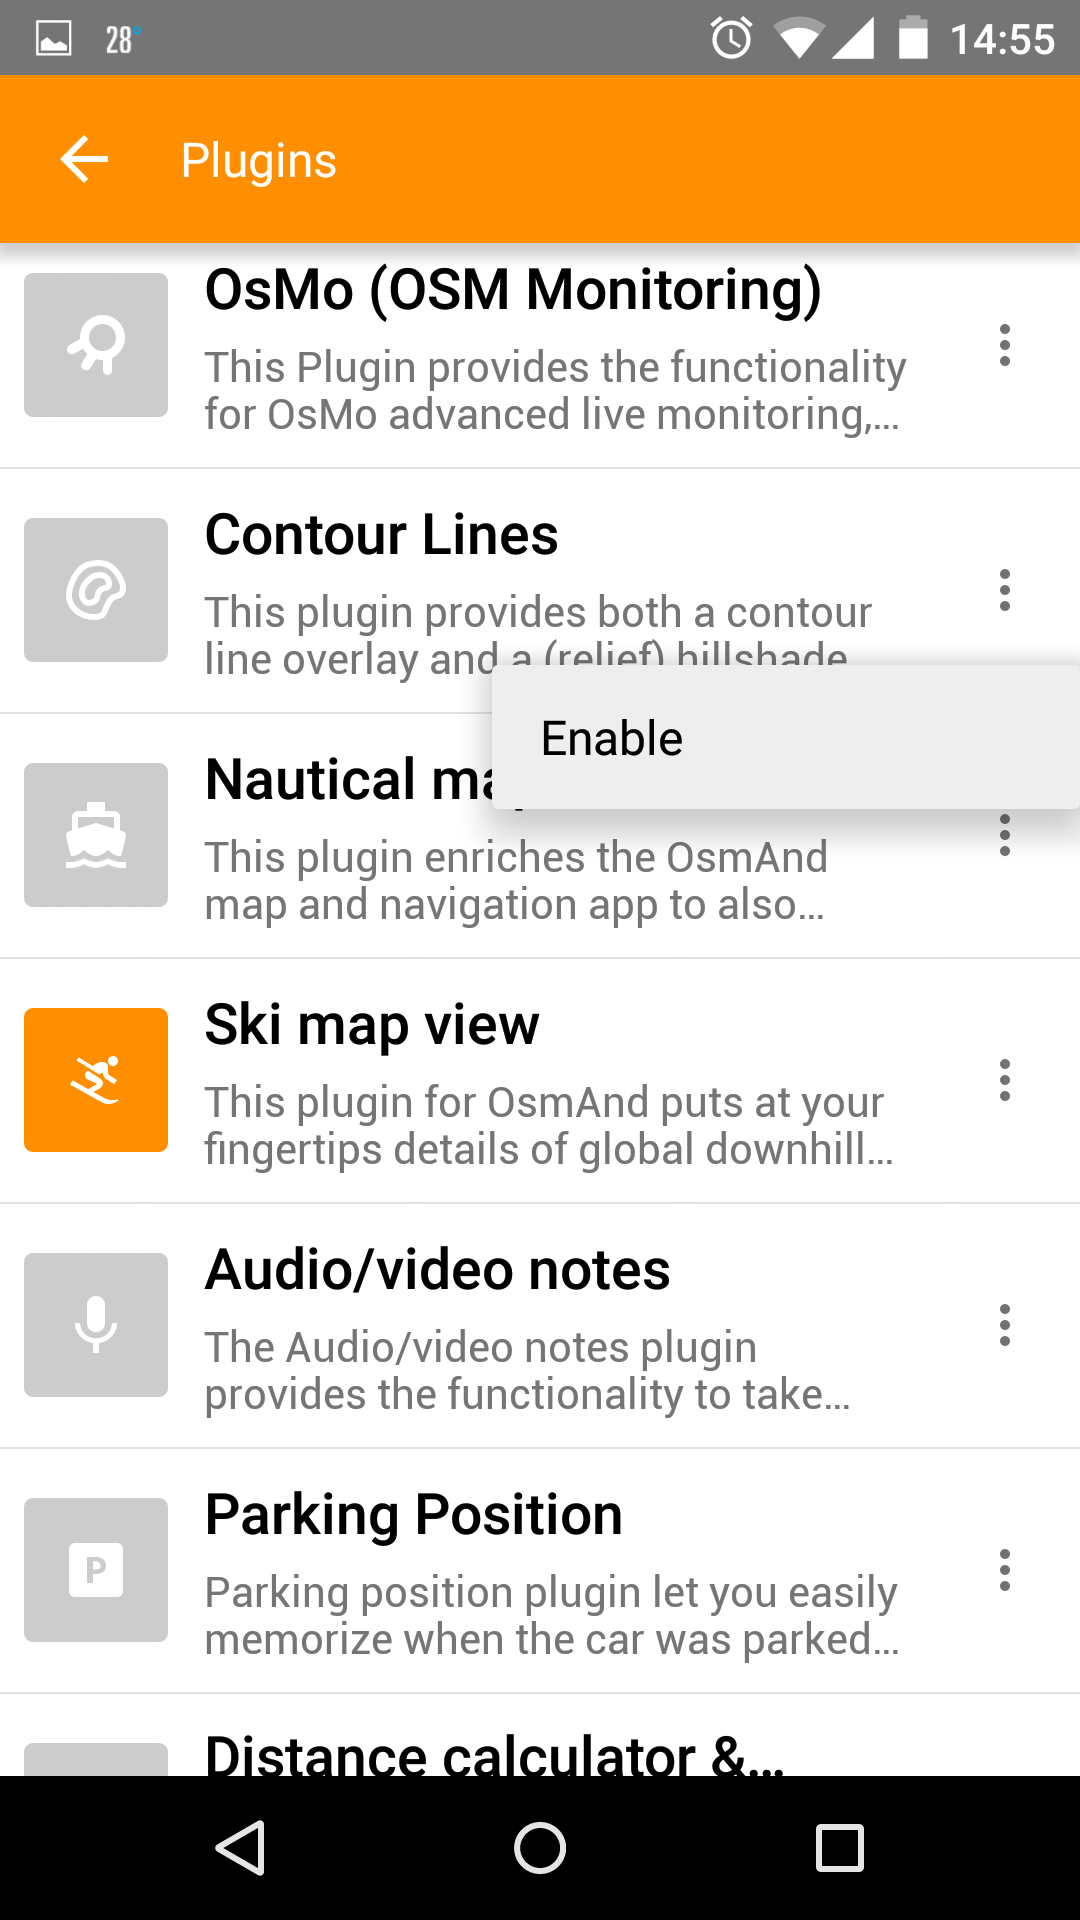 28°
14:55
Plugins
OsMo (OSM Monitoring)
This Plugin provides the functionality
for OsMo advanced live monitoring,...
Contour Lines
This plugin provides both a contour
line overlay and a (relief) hillshade
Enable
Nautical
This plugin enriches the OsmAnd
map and navigation app to also...
Ski map view
This plugin for OsmAnd puts at your
fingertips details of global downhill...
Audio/video notes
The Audio/video notes plugin
provides the functionality to take...
P
Parking Position
Parking position plugin let you easily
memorize when the car was parked...
Distance calculator &...